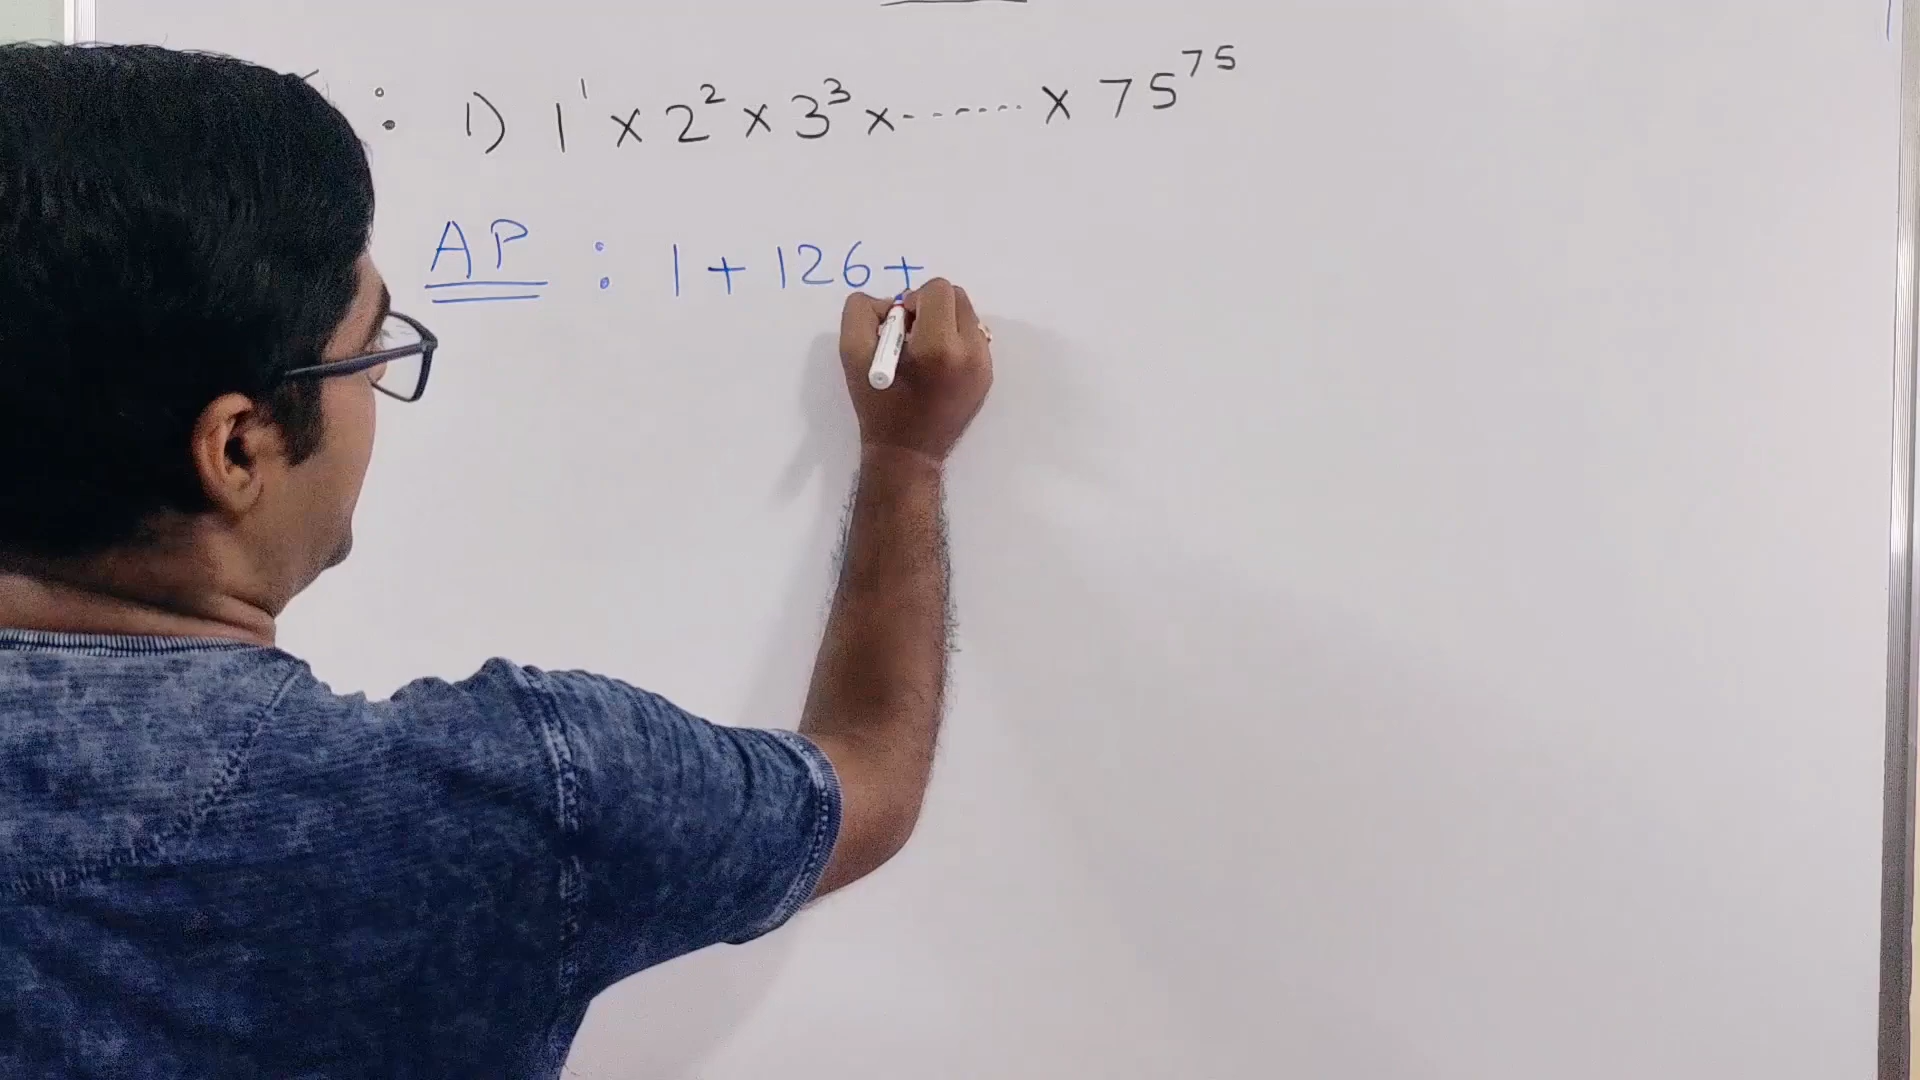 : 1) 1¹ × 2² × 3³ × ....... × 75⁷⁵
AP : 1 + 126 +